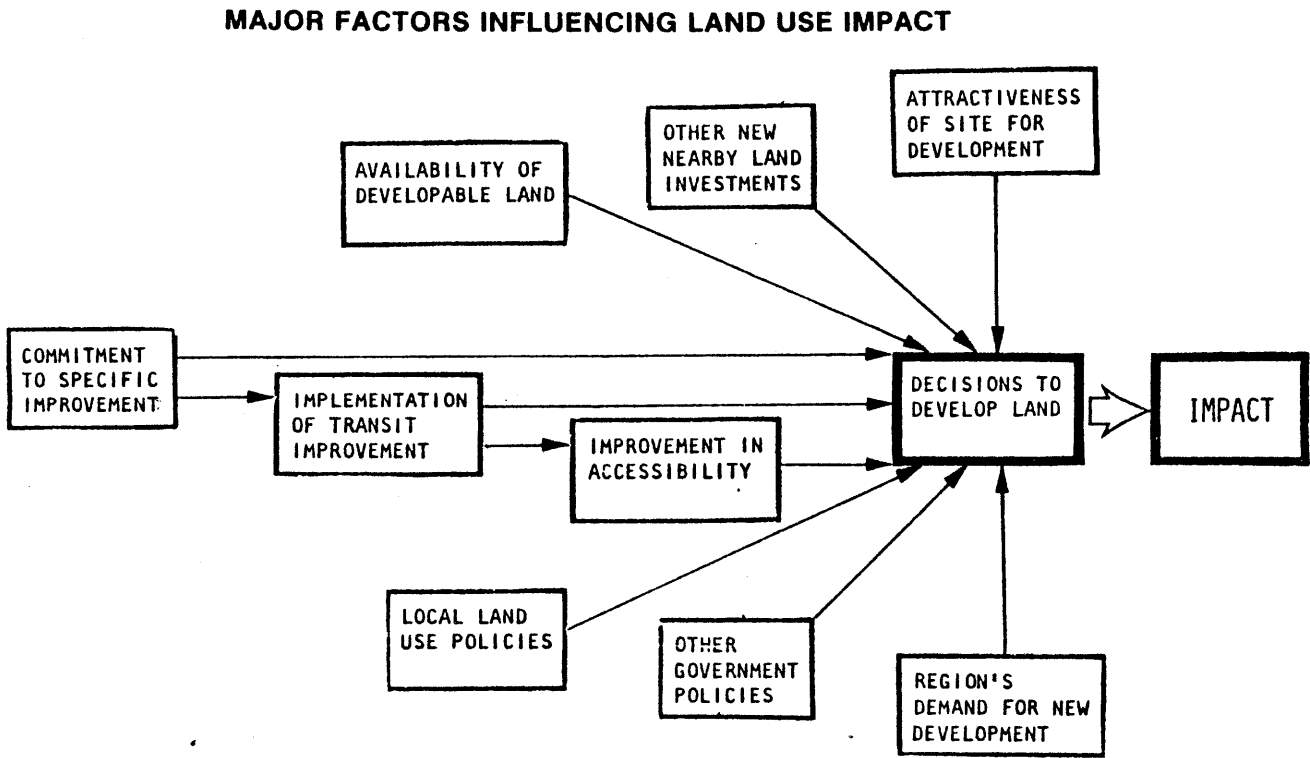 MAJOR FACTORS INFLUENCING LAND USE IMPACT
ATTRACTIVENESS
OF SITE FOR
DEVELOPMENT
OTHER NEW
NEARBY LAND
INVESTMENTS
AVAILABILITY OF
DEVELOPABLE LAND
COMMITMENT
TO SPECIFIC
IMPROVEMENT
IMPLEMENTATION
OF TRANSIT
IMPROVEMENT
IMPROVEMENT IN
ACCESSIBILITY
DECISIONS TO
DEVELOP LAND
IMPACT
LOCAL LAND
USE POLICIES
OTHER
GOVERNMENT
POLICIES
REGION'S
DEMAND FOR NEW
DEVELOPMENT